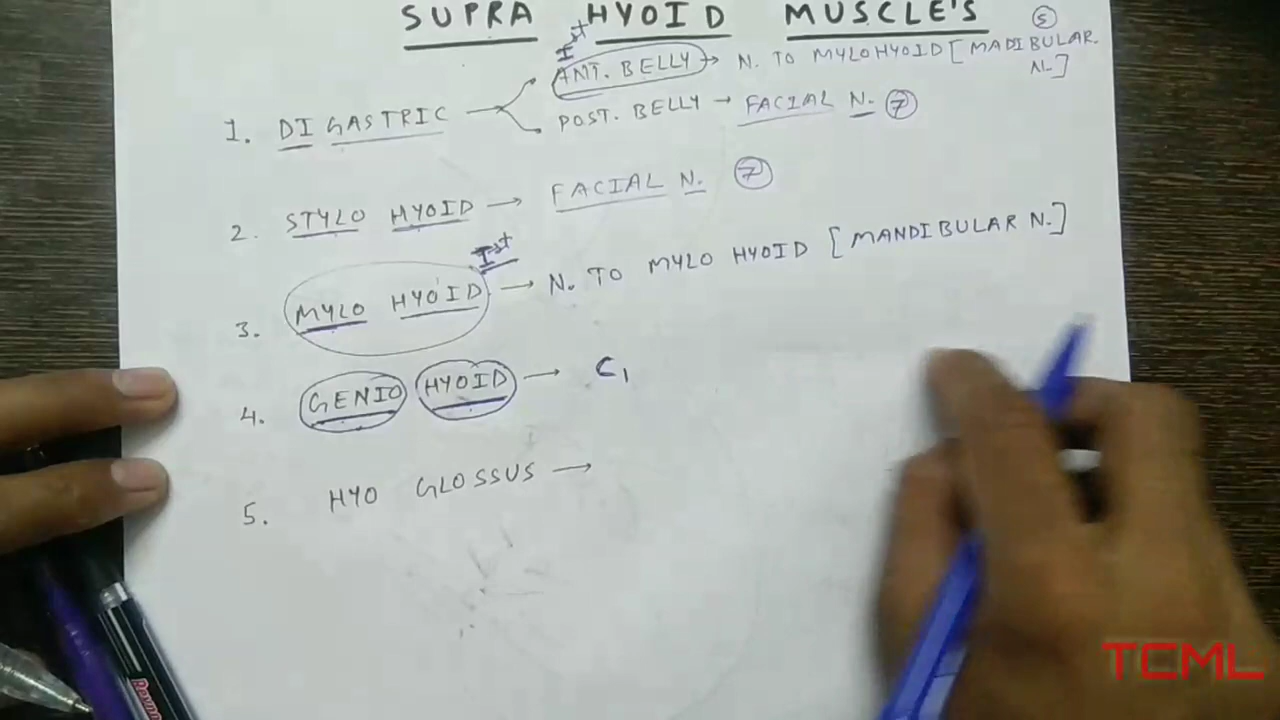 SUPRA HYOID MUSCLE'S
Ist 5
ANT. BELLY → N. TO MYLOHYOID [MADIBULAR
N.]
1. DIGASTRIC
POST. BELLY → FACIAL N. 7
2. STYLO HYOID → FACIAL N. 7
Ist
3. MYLO HYOID → N. TO MYLO HYOID [MANDIBULAR N.]
4. GENIO HYOID → C1
5. HYO GLOSSUS →
TCML